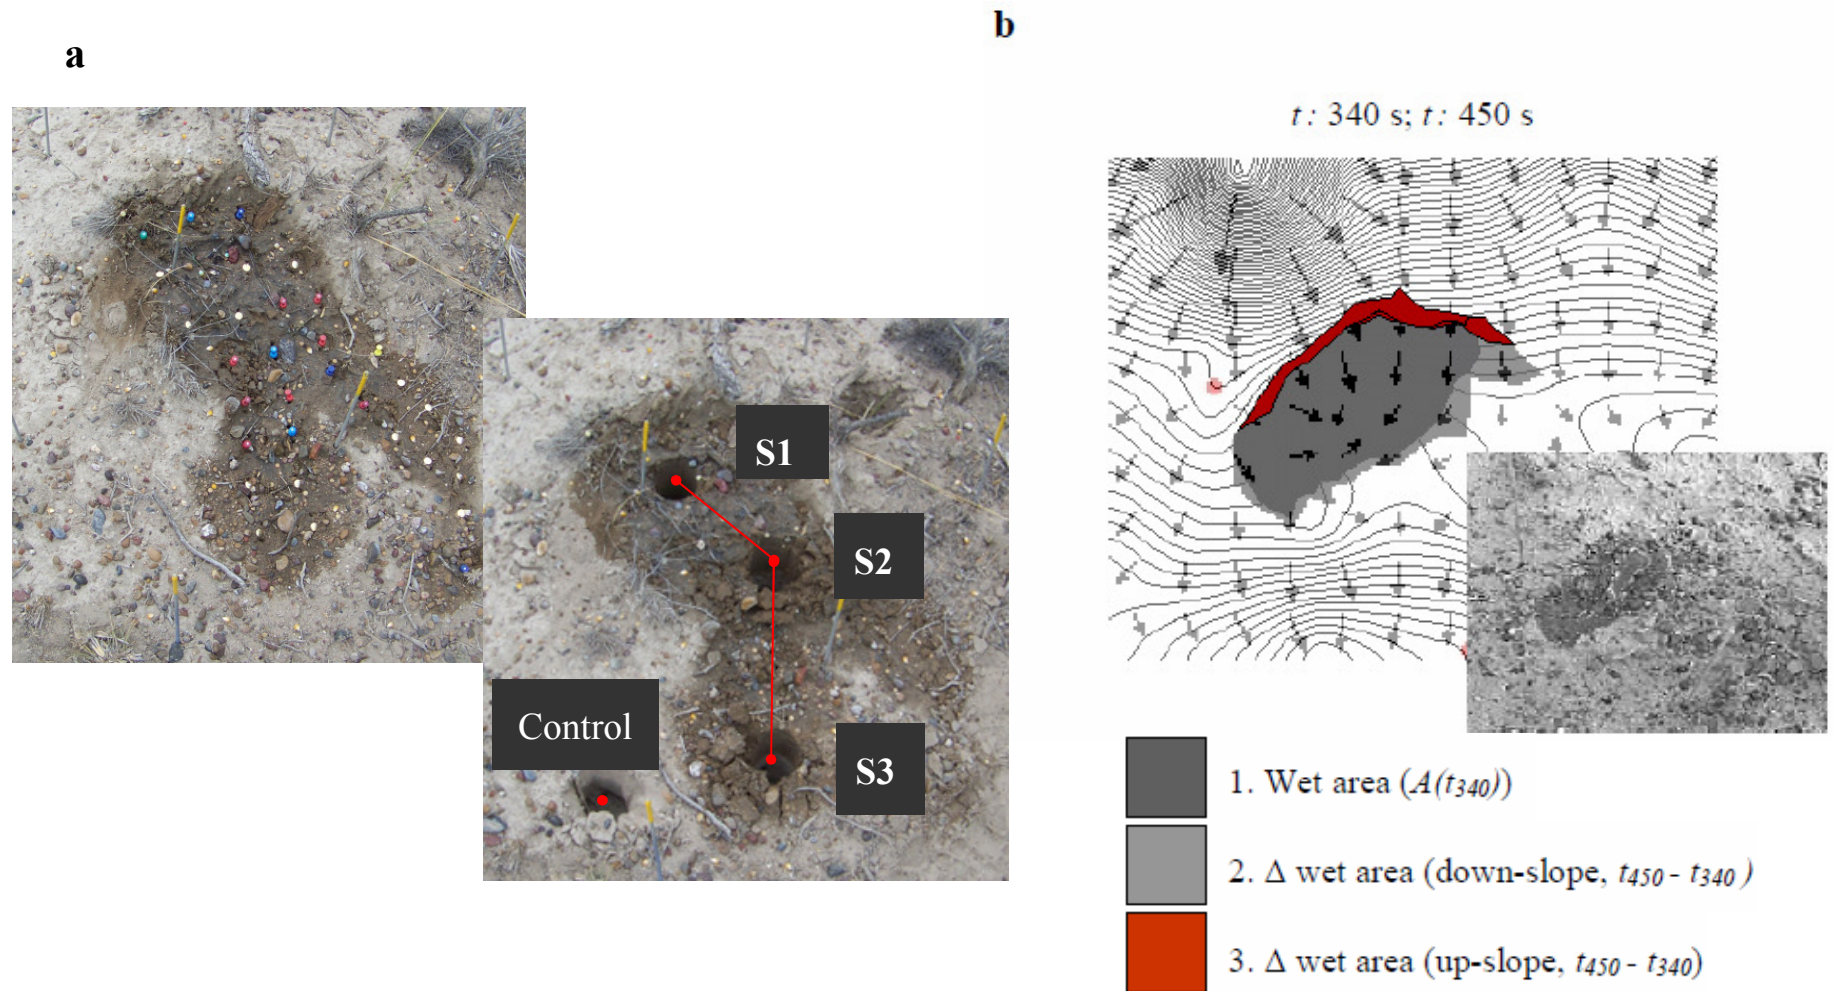 a
b
S1
S2
Control
S3
t : 340 s; t : 450 s
1. Wet area (A(t340))
2. Δ wet area (down-slope, t450 - t340 )
3. Δ wet area (up-slope, t450 - t340)